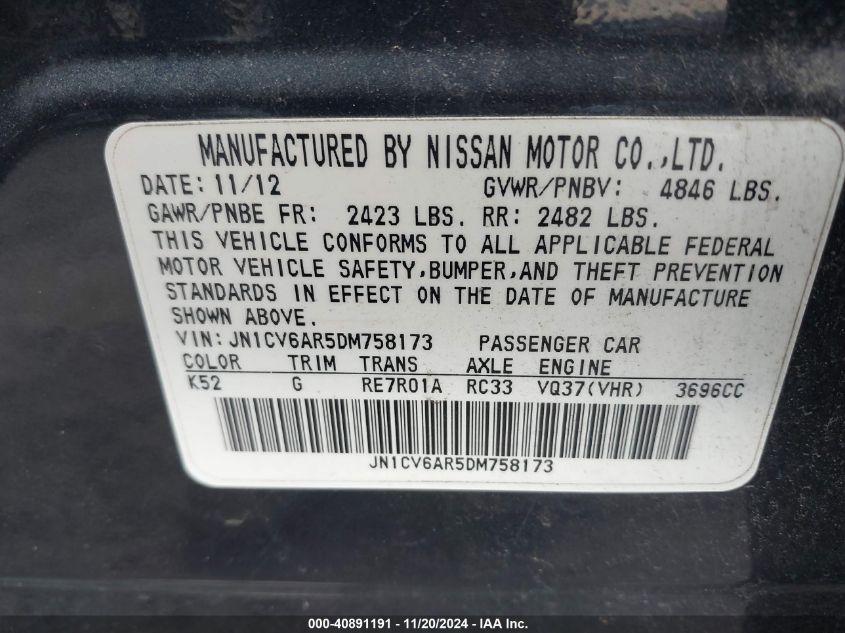 MANUFACTURED BY NISSAN MOTOR CO.,LTD.
DATE: 11/12 GVWR/PNBV: 4846 LBS.
GAWR/PNBE FR: 2423 LBS. RR: 2482 LBS.
THIS VEHICLE CONFORMS TO ALL APPLICABLE FEDERAL
MOTOR VEHICLE SAFETY,BUMPER,AND THEFT PREVENTION
STANDARDS IN EFFECT ON THE DATE OF MANUFACTURE
SHOWN ABOVE.
VIN:JN1CV6AR5DM758173 PASSENGER CAR
COLOR TRIM TRANS AXLE ENGINE
K52 G RE7R01A RC33 VQ37(VHR) 3696CC
JN1CV6AR5DM758173
000-40891191 - 11/20/2024 - IAA Inc.